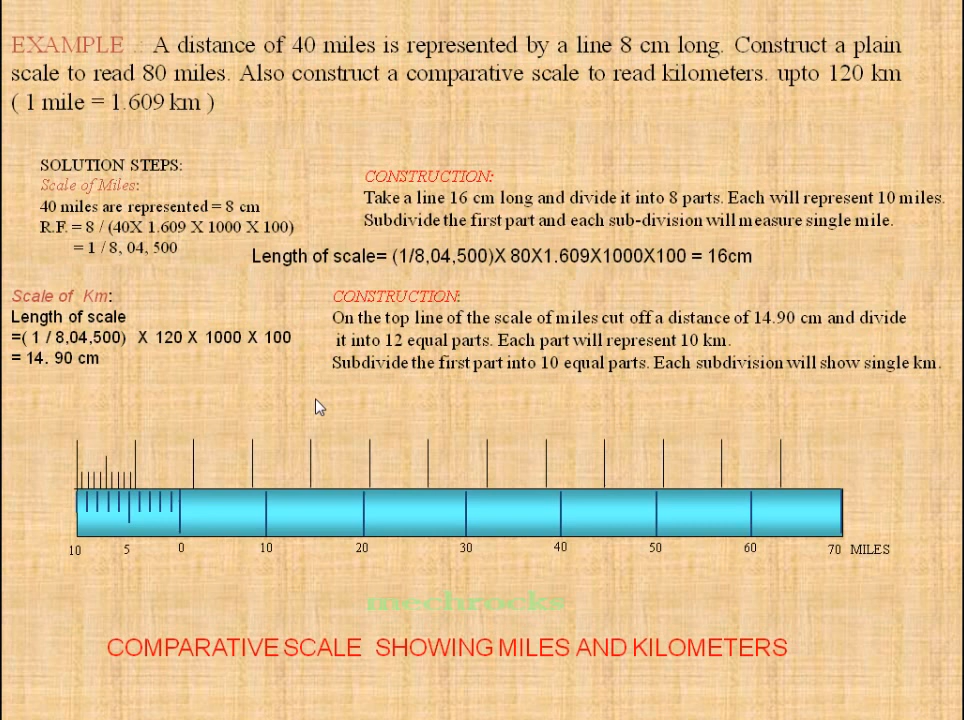 EXAMPLE : A distance of 40 miles is represented by a line 8 cm long. Construct a plain
scale to read 80 miles. Also construct a comparative scale to read kilometers. upto 120 km
( 1 mile = 1.609 km )
SOLUTION STEPS:
Scale of Miles:
40 miles are represented = 8 cm
R.F. = 8 / (40X 1.609 X 1000 X 100)
= 1 / 8, 04, 500
CONSTRUCTION:
Take a line 16 cm long and divide it into 8 parts. Each will represent 10 miles.
Subdivide the first part and each sub-division will measure single mile.
Length of scale= (1/8,04,500)X 80X1.609X1000X100 = 16cm
Scale of Km:
Length of scale
=( 1 / 8,04,500) X 120 X 1000 X 100
= 14. 90 cm
CONSTRUCTION:
On the top line of the scale of miles cut off a distance of 14.90 cm and divide
it into 12 equal parts. Each part will represent 10 km.
Subdivide the first part into 10 equal parts. Each subdivision will show single km.
10 5 0 10 20 30 40 50 60 70 MILES
mechrocks
COMPARATIVE SCALE SHOWING MILES AND KILOMETERS